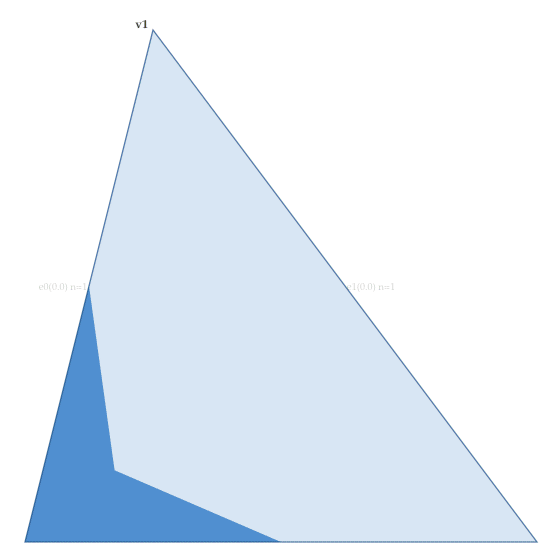 v1
e0(0.0) n=1
e1(0.0) n=1